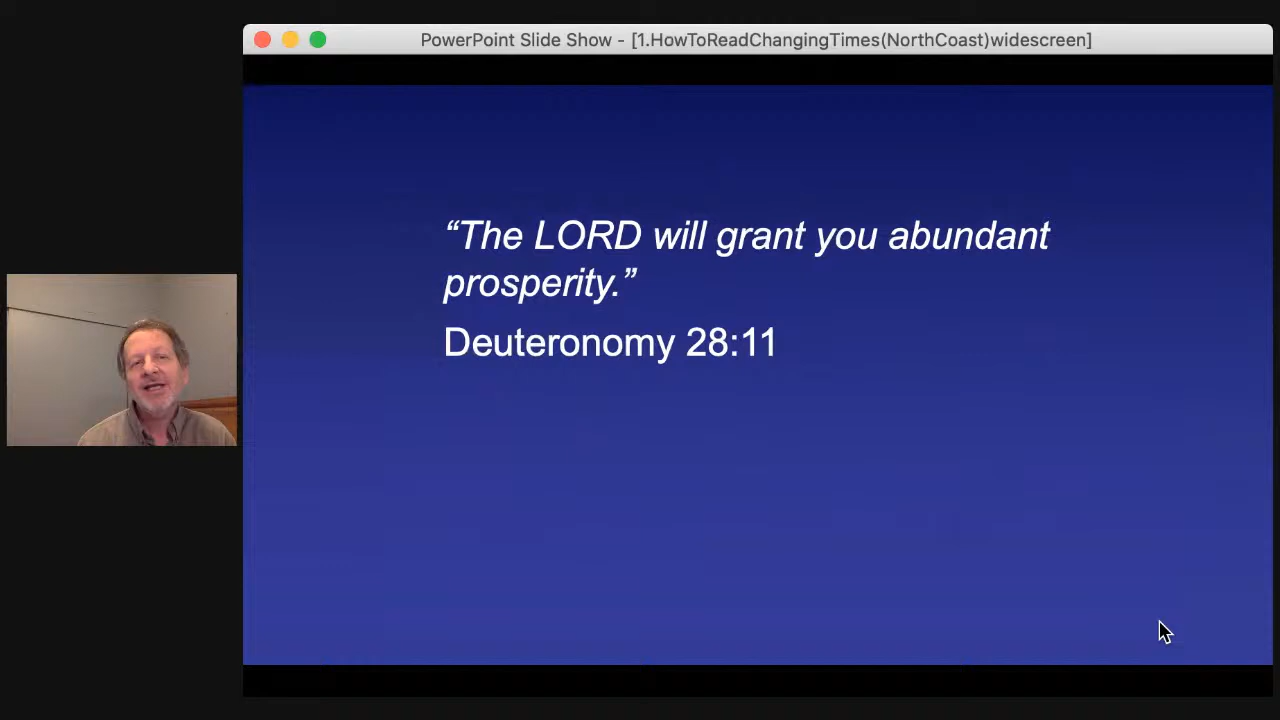 PowerPoint Slide Show - [1.HowToReadChangingTimes(NorthCoast)widescreen]
“The LORD will grant you abundant
prosperity.”
Deuteronomy 28:11